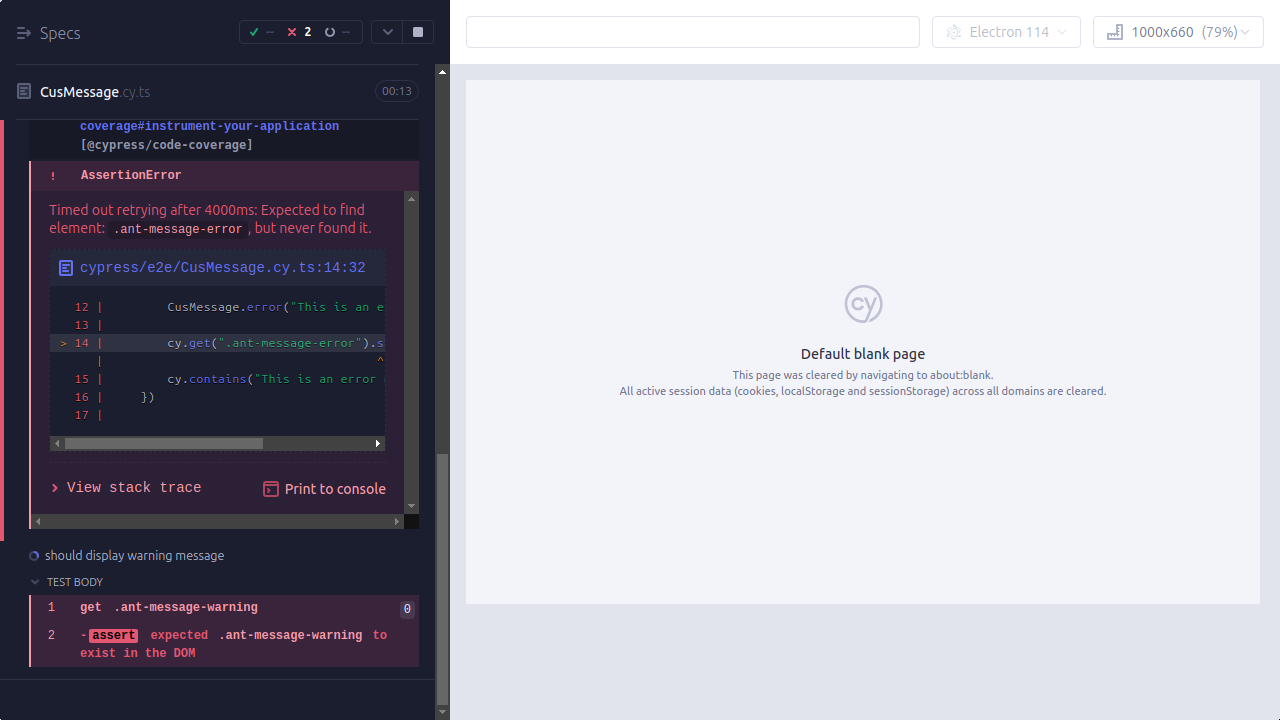 Specs
-- 2 --
Electron 114
1000x660 (79%)
CusMessage.cy.ts
00:13
coverage#instrument-your-application
[@cypress/code-coverage]
! AssertionError
Timed out retrying after 4000ms: Expected to find
element: .ant-message-error, but never found it.
cypress/e2e/CusMessage.cy.ts:14:32
12 | CusMessage.error("This is an e
13 |
> 14 | cy.get(".ant-message-error").s
| ^
15 | cy.contains("This is an error
16 | })
17 |
> View stack trace
Print to console
should display warning message
TEST BODY
1 get .ant-message-warning 0
2 -assert expected .ant-message-warning to
exist in the DOM
cy
Default blank page
This page was cleared by navigating to about:blank.
All active session data (cookies, localStorage and sessionStorage) across all domains are cleared.